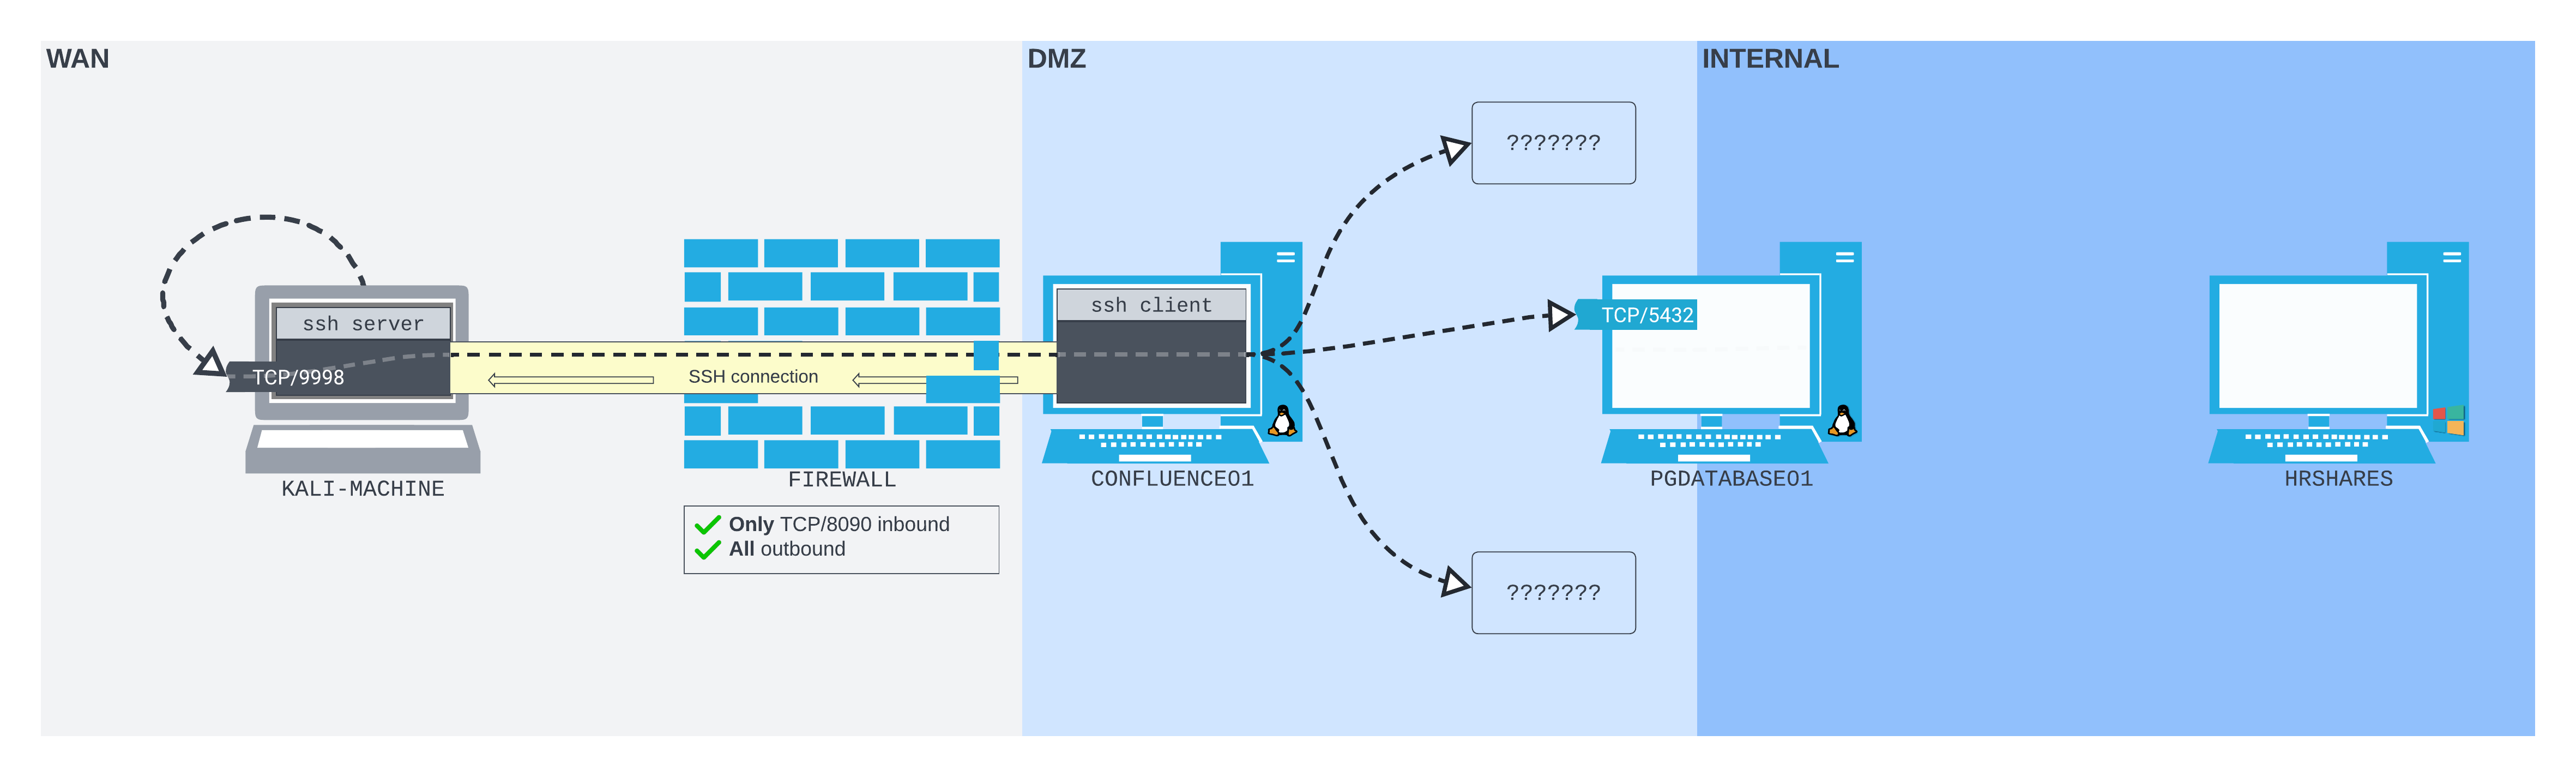 WAN
DMZ
INTERNAL
???????
ssh server
TCP/9998
SSH connection
ssh client
TCP/5432
KALI-MACHINE
FIREWALL
CONFLUENCE01
PGDATABASE01
HRSHARES
Only TCP/8090 inbound
All outbound
???????